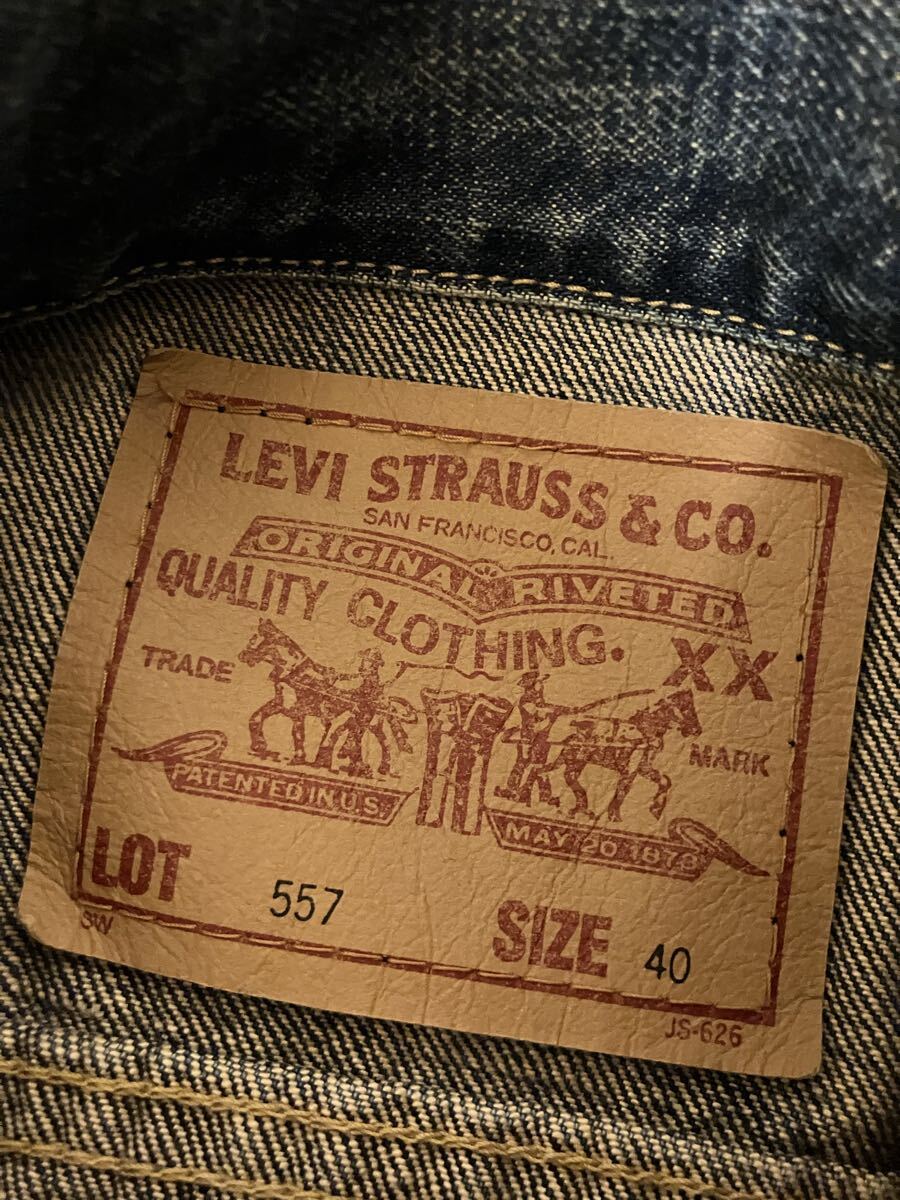 LEVI STRAUSS & CO.
SAN FRANCISCO, CAL.
ORIGINAL RIVETED
QUALITY CLOTHING.
XX
TRADE MARK
PATENTED IN U.S.
MAY 20 1873
LOT 557
SIZE 40
SW
JS-626